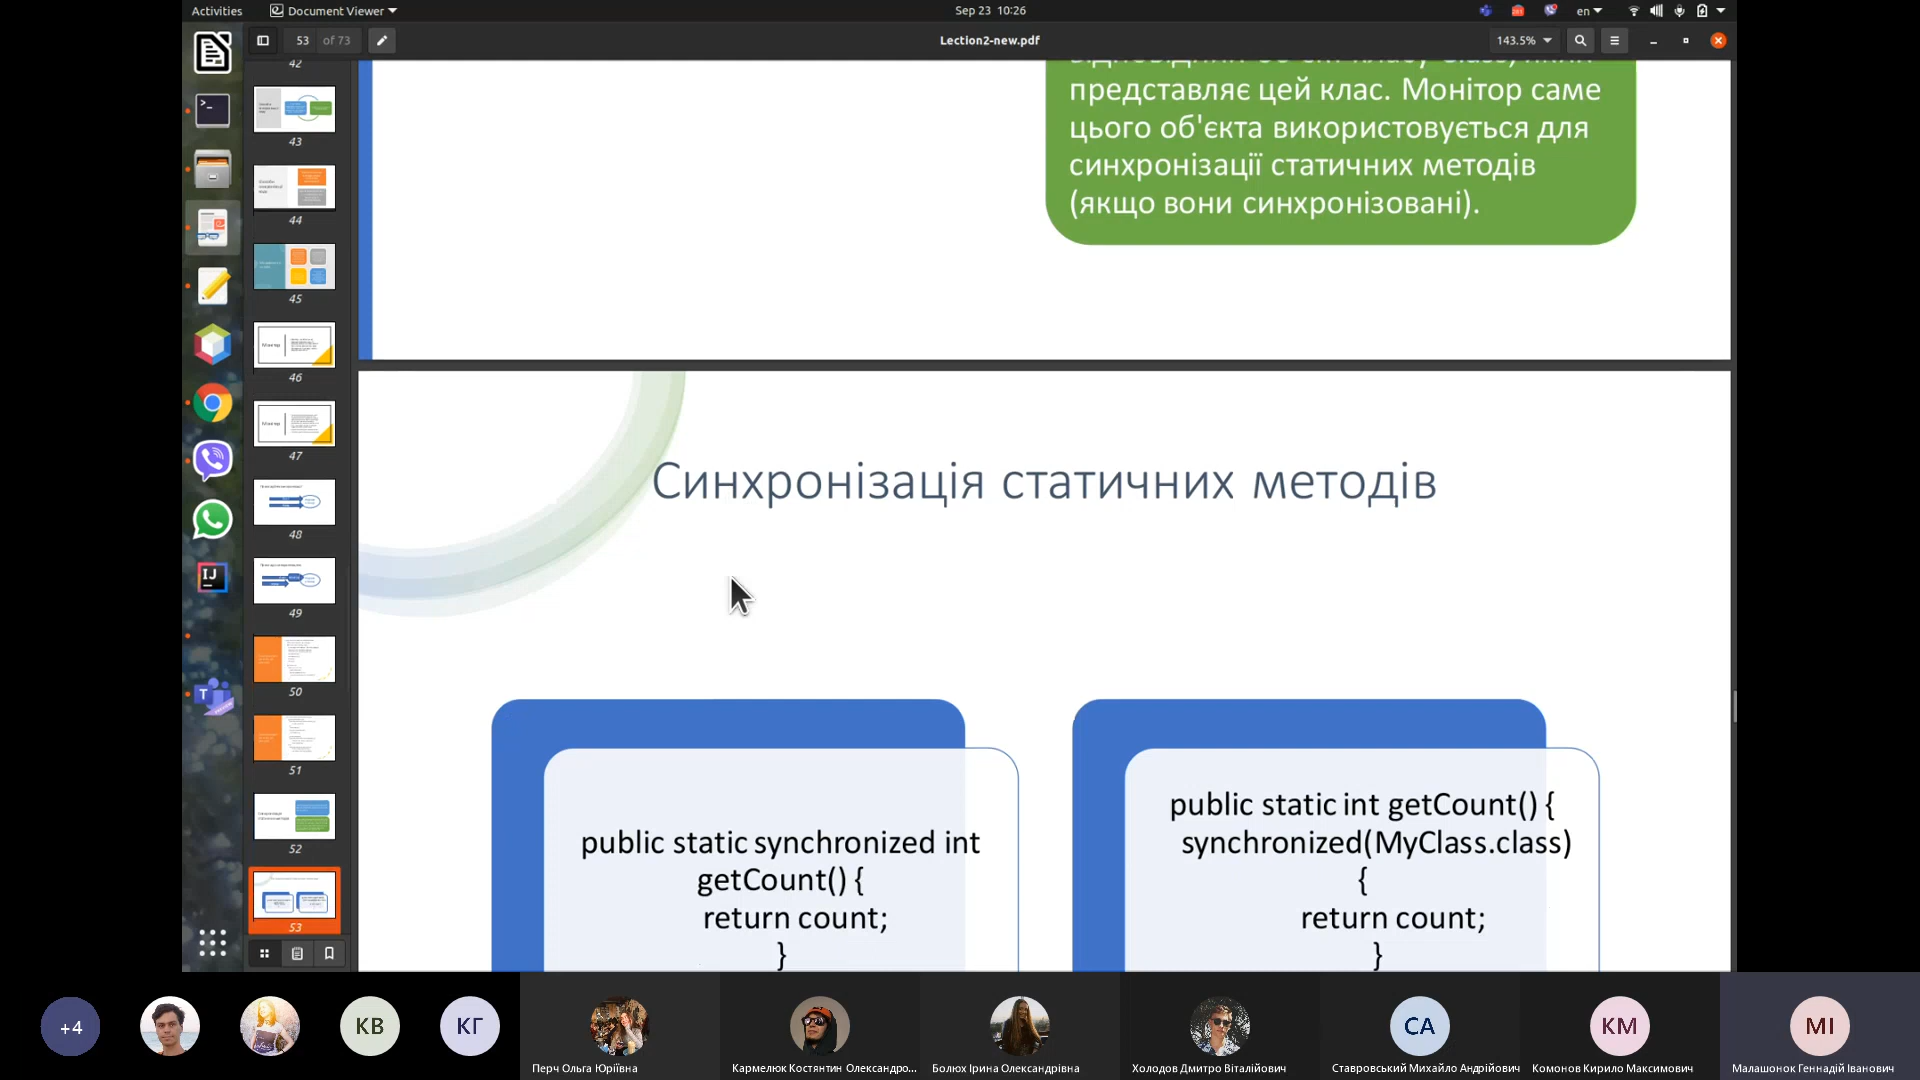 Activities
Document Viewer
Sep 23 10:26
en
53 of 73
Lection2-new.pdf
143.5%
42
43
44
45
46
47
48
49
50
51
52
53
представляє цей клас. Монітор саме
цього об'єкта використовується для
синхронізації статичних методів
(якщо вони синхронізовані).
Синхронізація статичних методів
public static synchronized int
getCount() {
return count;
}
public static int getCount() {
synchronized(MyClass.class)
{
return count;
}
+4
КВ
КГ
СА
КМ
МІ
Перч Ольга Юріївна
Кармелюк Костянтин Олександро...
Болюх Ірина Олександрівна
Холодов Дмитро Віталійович
Ставровський Михайло Андрійович
Комонов Кирило Максимович
Малашонок Геннадій Іванович